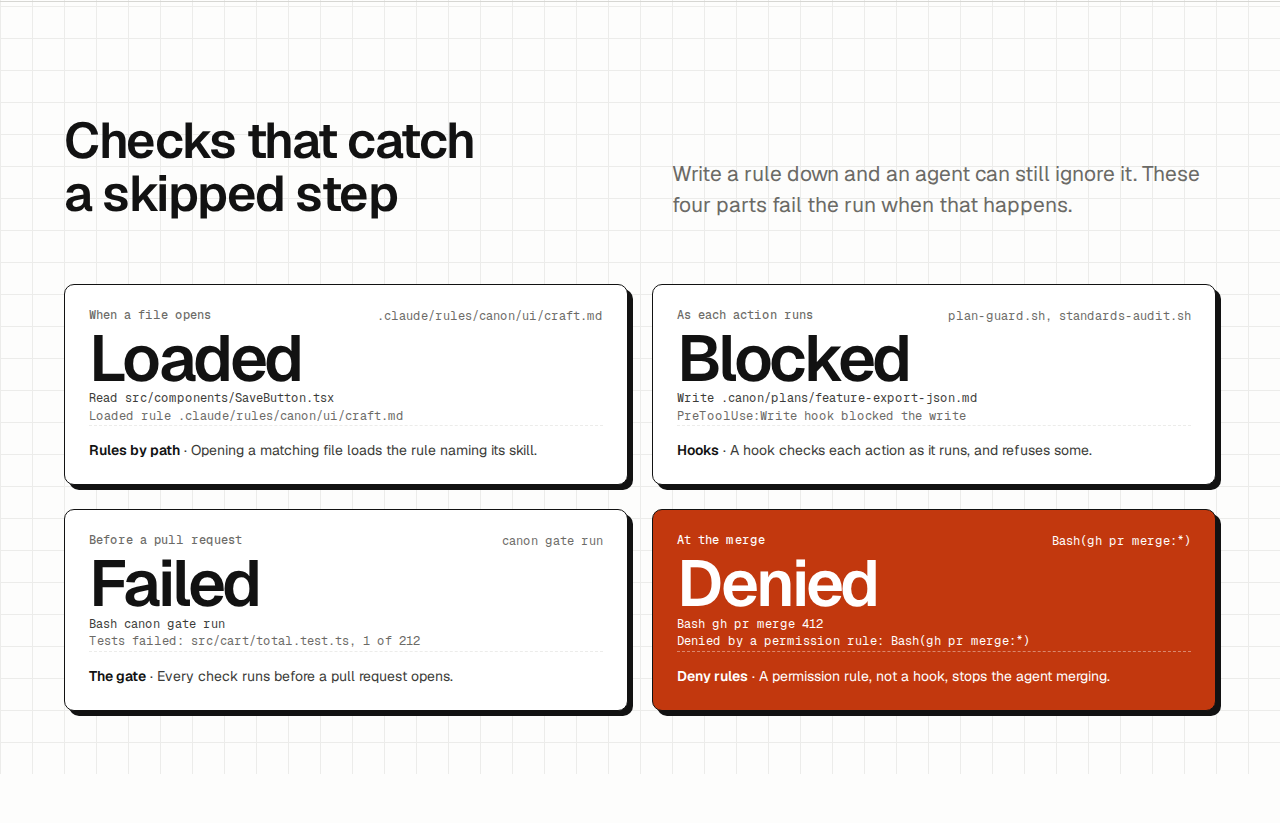 Checks that catch
a skipped step
Write a rule down and an agent can still ignore it. These
four parts fail the run when that happens.
When a file opens
.claude/rules/canon/ui/craft.md
Loaded
Read src/components/SaveButton.tsx
Loaded rule .claude/rules/canon/ui/craft.md
Rules by path · Opening a matching file loads the rule naming its skill.
As each action runs
plan-guard.sh, standards-audit.sh
Blocked
Write .canon/plans/feature-export-json.md
PreToolUse:Write hook blocked the write
Hooks · A hook checks each action as it runs, and refuses some.
Before a pull request
canon gate run
Failed
Bash canon gate run
Tests failed: src/cart/total.test.ts, 1 of 212
The gate · Every check runs before a pull request opens.
At the merge
Bash(gh pr merge:*)
Denied
Bash gh pr merge 412
Denied by a permission rule: Bash(gh pr merge:*)
Deny rules · A permission rule, not a hook, stops the agent merging.